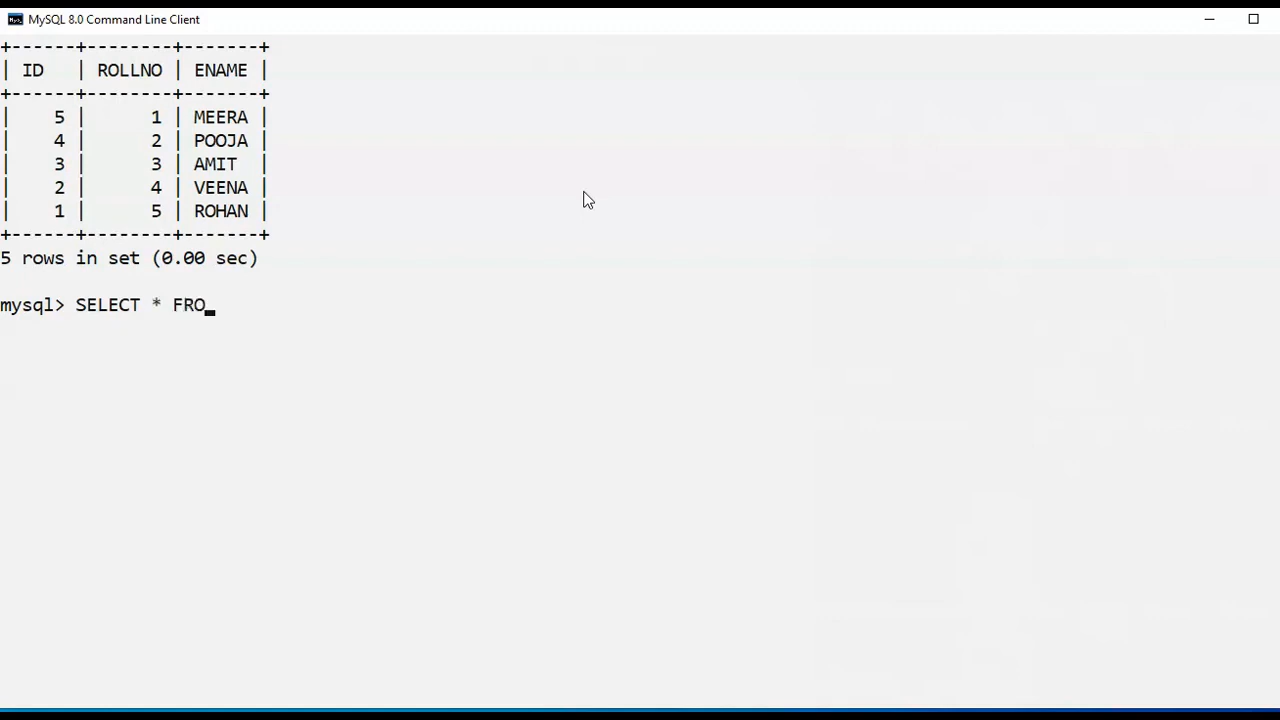 MySQL 8.0 Command Line Client
+------+--------+-------+
| ID   | ROLLNO | ENAME |
+------+--------+-------+
|    5 |      1 | MEERA |
|    4 |      2 | POOJA |
|    3 |      3 | AMIT  |
|    2 |      4 | VEENA |
|    1 |      5 | ROHAN |
+------+--------+-------+
5 rows in set (0.00 sec)
mysql> SELECT * FRO_